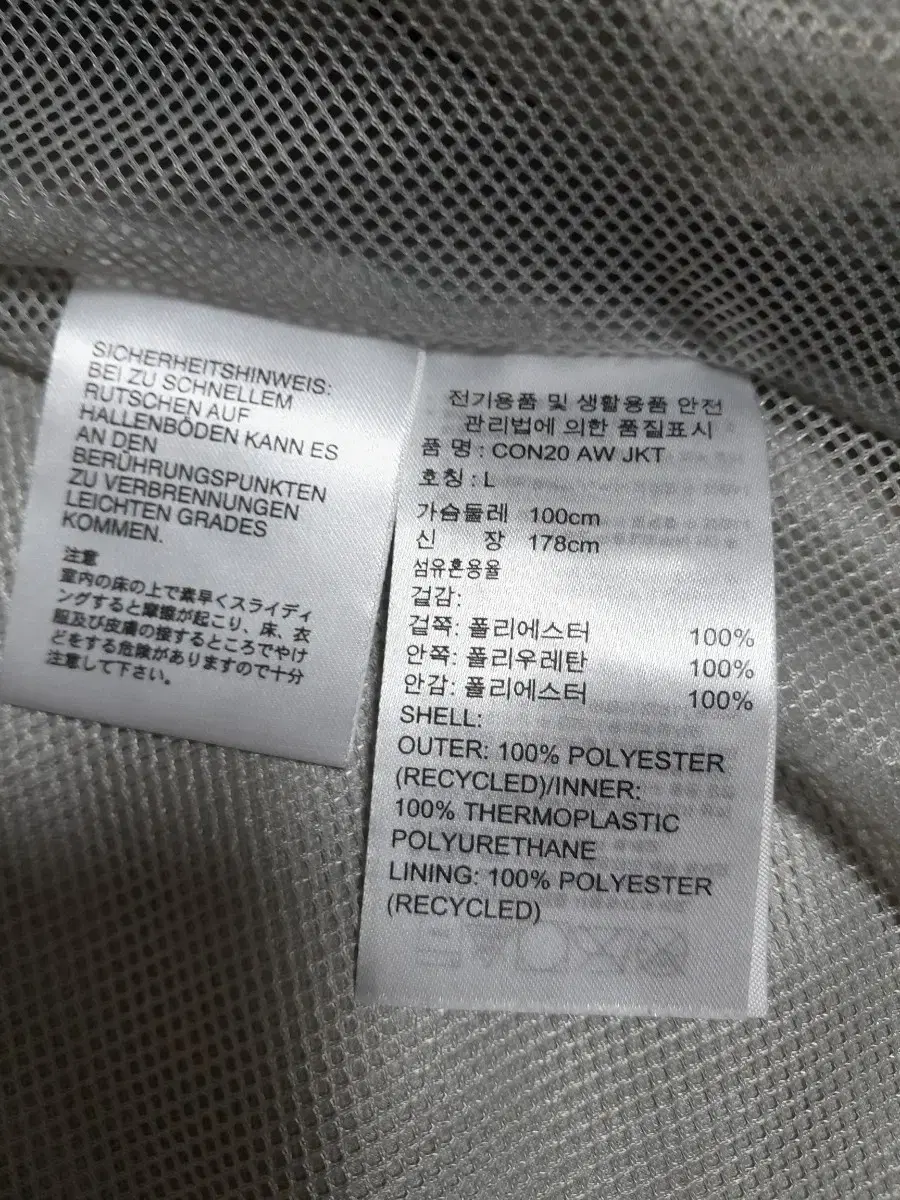 SICHERHEITSHINWEIS:
BEI ZU SCHNELLEM
RUTSCHEN AUF
HALLENBÖDEN KANN ES
AN DEN
BERÜHRUNGSPUNKTEN
ZU VERBRENNUNGEN
LEICHTEN GRADES
KOMMEN.
注意
室内の床の上で素早くスライディ
ングすると摩擦が起こり、床、衣
服及び皮膚の接するところでやけ
どをする危険がありますので十分
注意して下さい。
전기용품 및 생활용품 안전
관리법에 의한 품질표시
품 명 : CON20 AW JKT
호칭 : L
가슴둘레 100cm
신 장 178cm
섬유혼용율
겉감:
겉쪽: 폴리에스터 100%
안쪽: 폴리우레탄 100%
안감: 폴리에스터 100%
SHELL:
OUTER: 100% POLYESTER
(RECYCLED)/INNER:
100% THERMOPLASTIC
POLYURETHANE
LINING: 100% POLYESTER
(RECYCLED)